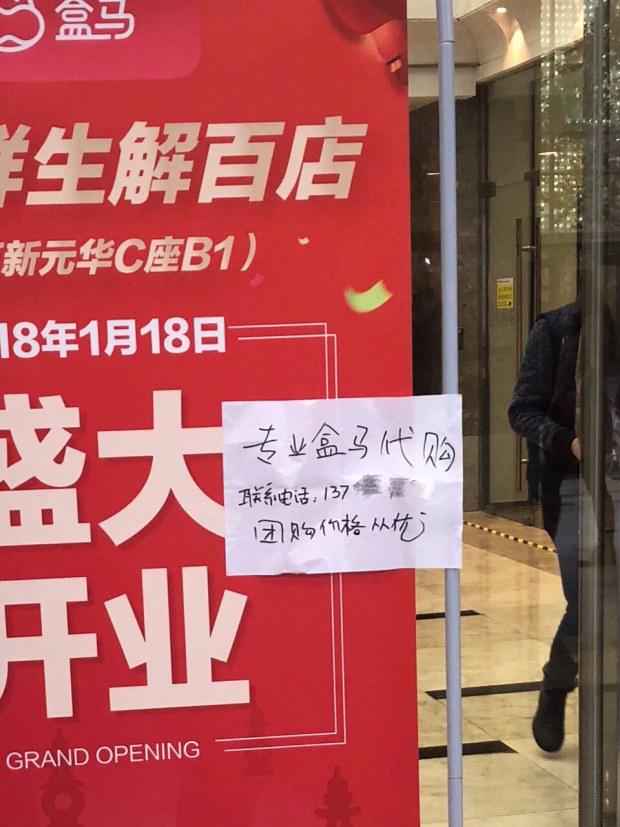 盒马
鲜生解百店
新元华C座B1）
18年1月18日
盛大
开业
GRAND OPENING
专业盒马代购
联系电话：137
团购价格从优